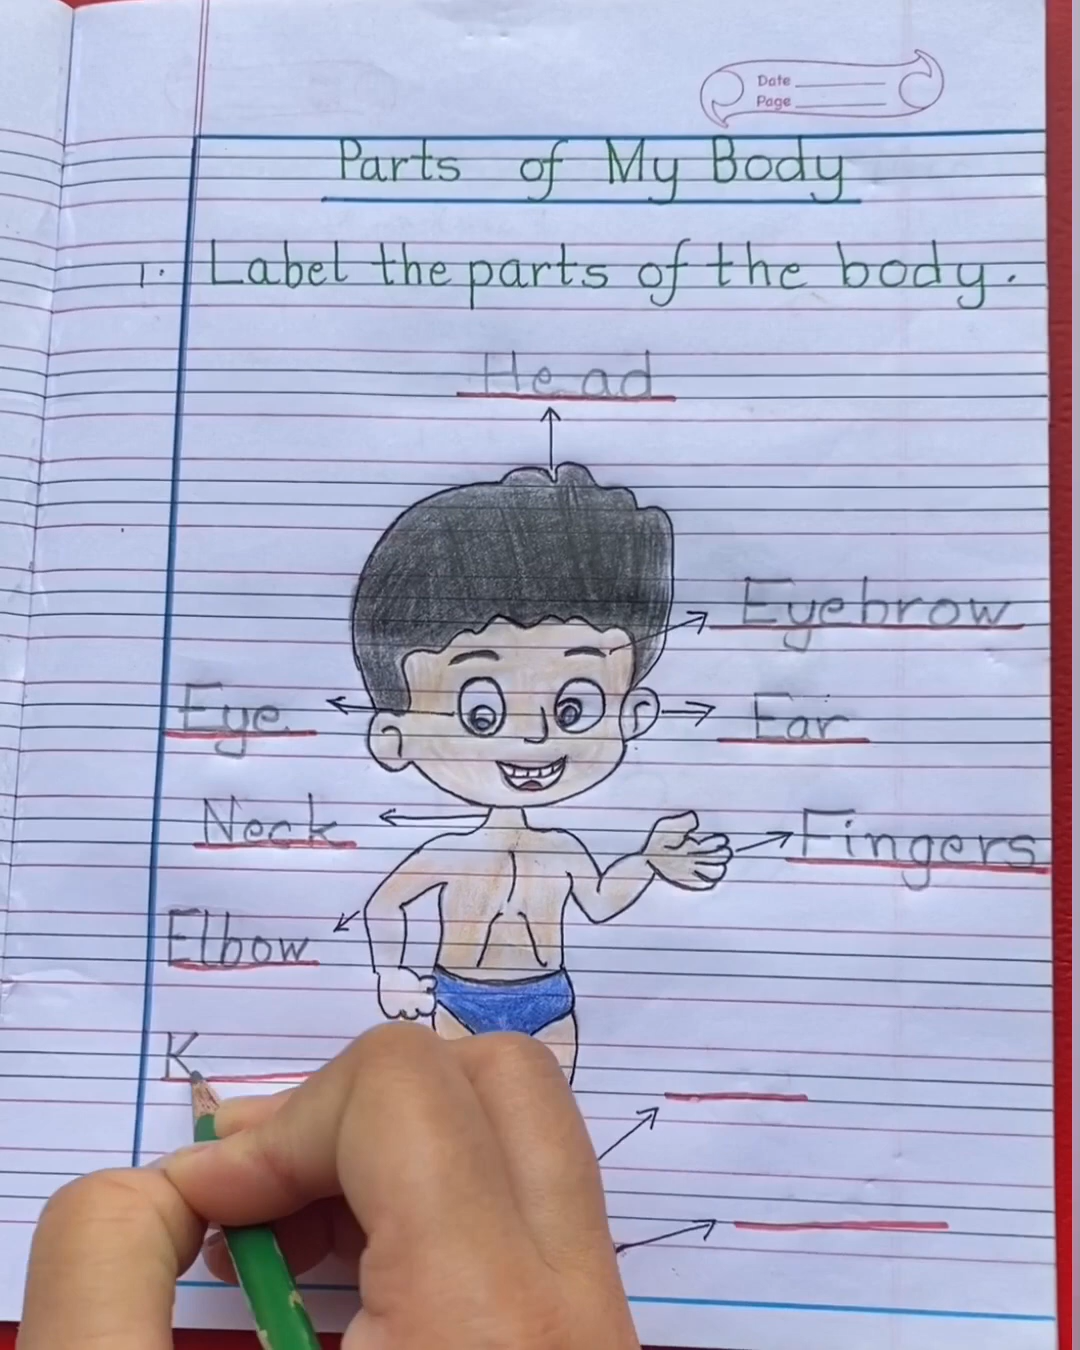 Date
Page
Parts of My Body
1. Label the parts of the body.
Head
Eyebrow
Eye
Ear
Neck
Fingers
Elbow
K